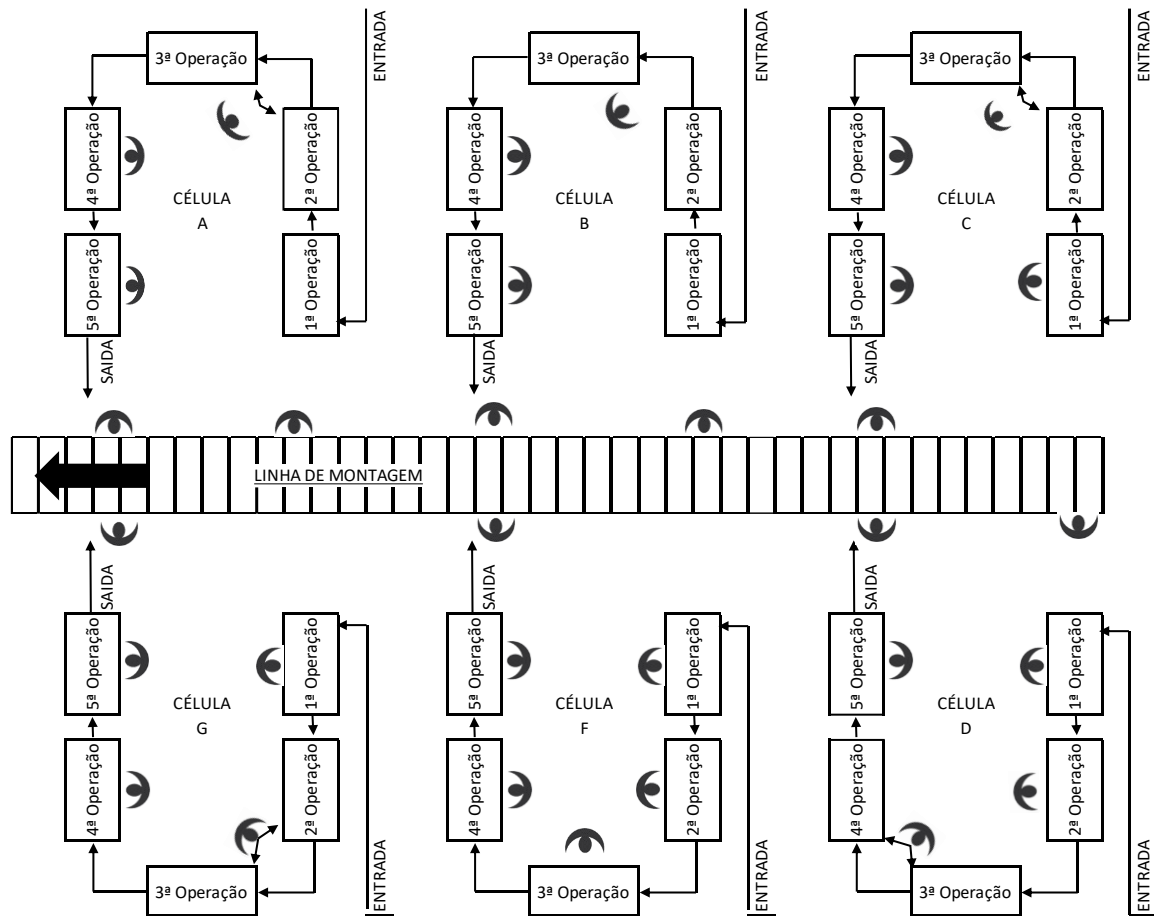 3ª Operação
4ª Operação
5ª Operação
SAIDA
CÉLULA
A
2ª Operação
1ª Operação
ENTRADA
3ª Operação
4ª Operação
5ª Operação
SAIDA
CÉLULA
B
2ª Operação
1ª Operação
ENTRADA
3ª Operação
4ª Operação
5ª Operação
SAIDA
CÉLULA
C
2ª Operação
1ª Operação
ENTRADA
LINHA DE MONTAGEM
SAIDA
5ª Operação
4ª Operação
CÉLULA
G
1ª Operação
2ª Operação
3ª Operação
ENTRADA
SAIDA
5ª Operação
4ª Operação
CÉLULA
F
1ª Operação
2ª Operação
3ª Operação
ENTRADA
SAIDA
5ª Operação
4ª Operação
CÉLULA
D
1ª Operação
2ª Operação
3ª Operação
ENTRADA